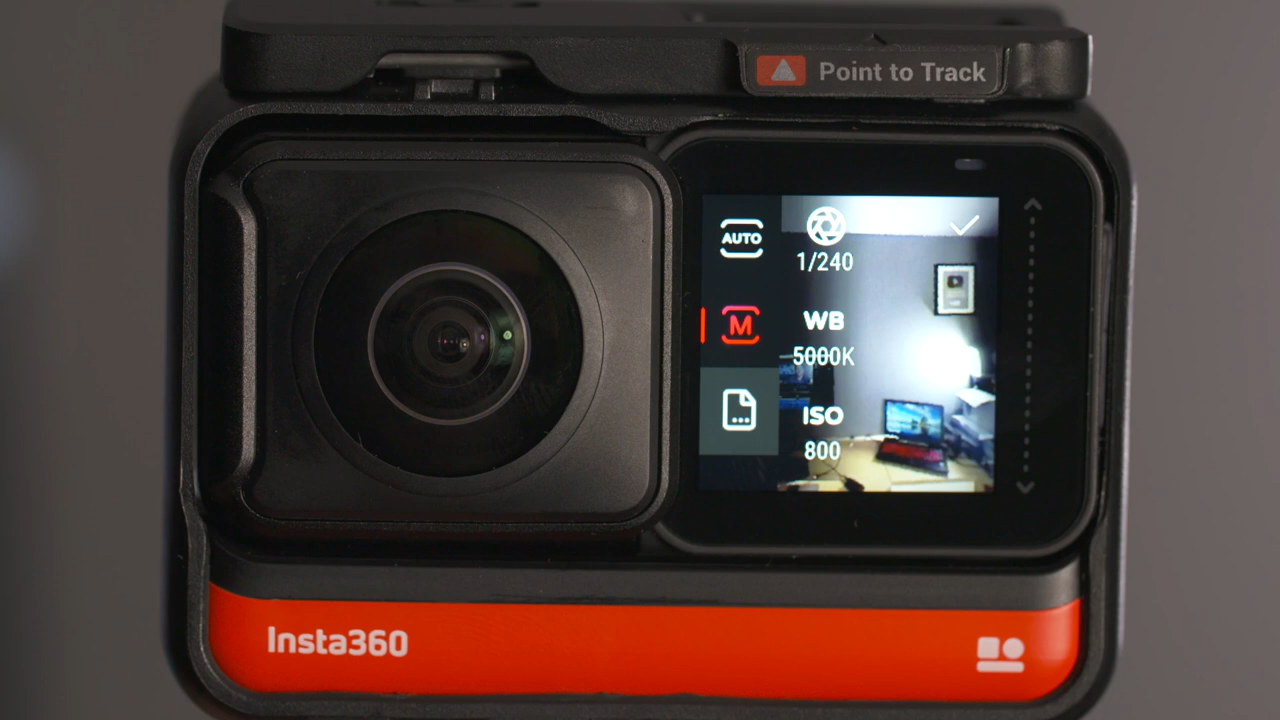 Point to Track
AUTO
1/240
M
WB
5000K
ISO
800
Insta360